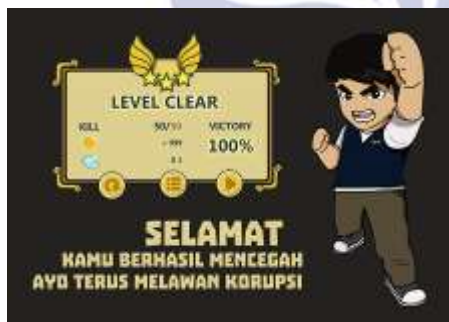 LEVEL CLEAR
KILL 50/50 VICTORY
100%
SELAMAT
KAMU BERHASIL MENCEGAH
AYO TERUS MELAWAN KORUPSI